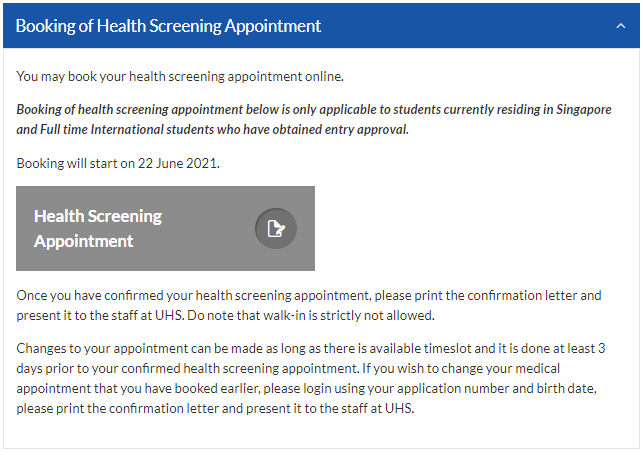 Booking of Health Screening Appointment
You may book your health screening appointment online.
Booking of health screening appointment below is only applicable to students currently residing in Singapore
and Full time International students who have obtained entry approval.
Booking will start on 22 June 2021.
Health Screening
Appointment
Once you have confirmed your health screening appointment, please print the confirmation letter and
present it to the staff at UHS. Do note that walk-in is strictly not allowed.
Changes to your appointment can be made as long as there is available timeslot and it is done at least 3
days prior to your confirmed health screening appointment. If you wish to change your medical
appointment that you have booked earlier, please login using your application number and birth date,
please print the confirmation letter and present it to the staff at UHS.